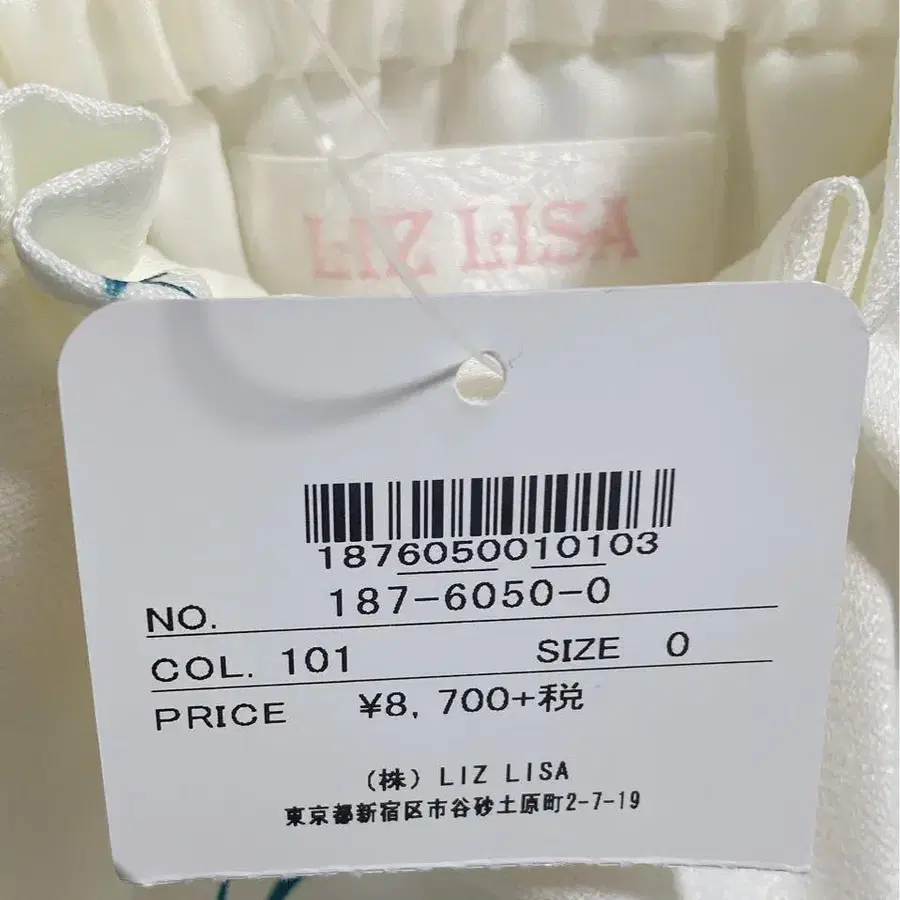 LIZ LISA
1876050010103
NO. 187-6050-0
COL. 101 SIZE 0
PRICE ¥8, 700+税
(株) LIZ LISA
東京都新宿区市谷砂土原町2-7-19